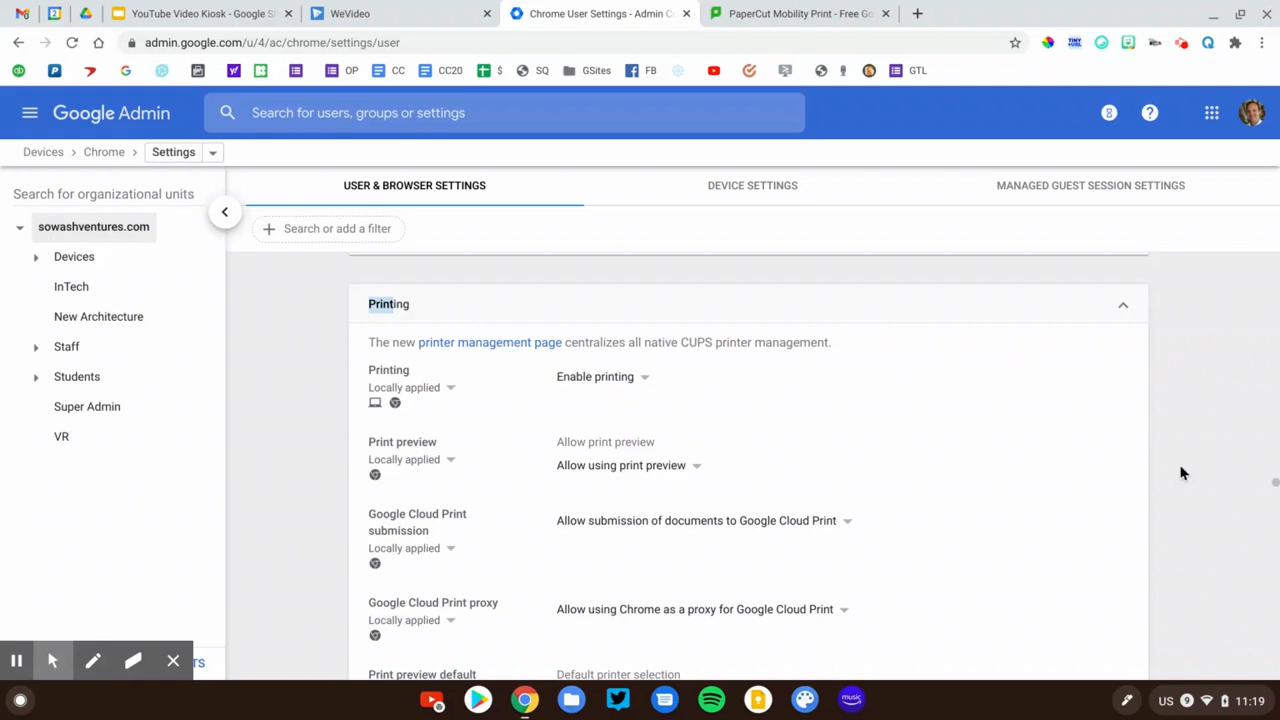 YouTube Video Kiosk - Google S
WeVideo
Chrome User Settings - Admin C
PaperCut Mobility Print - Free Go
admin.google.com/u/4/ac/chrome/settings/user
OP
CC
CC20
$
SQ
GSites
FB
GTL
Google Admin
Search for users, groups or settings
Devices
Chrome
Settings
Search for organizational units
USER & BROWSER SETTINGS
DEVICE SETTINGS
MANAGED GUEST SESSION SETTINGS
Search or add a filter
sowashventures.com
Devices
InTech
New Architecture
Staff
Students
Super Admin
VR
Printing
The new printer management page centralizes all native CUPS printer management.
Printing
Locally applied
Enable printing
Print preview
Locally applied
Allow print preview
Allow using print preview
Google Cloud Print
submission
Locally applied
Allow submission of documents to Google Cloud Print
Google Cloud Print proxy
Locally applied
Allow using Chrome as a proxy for Google Cloud Print
Print preview default
Default printer selection
TS
music
US
9
11:19